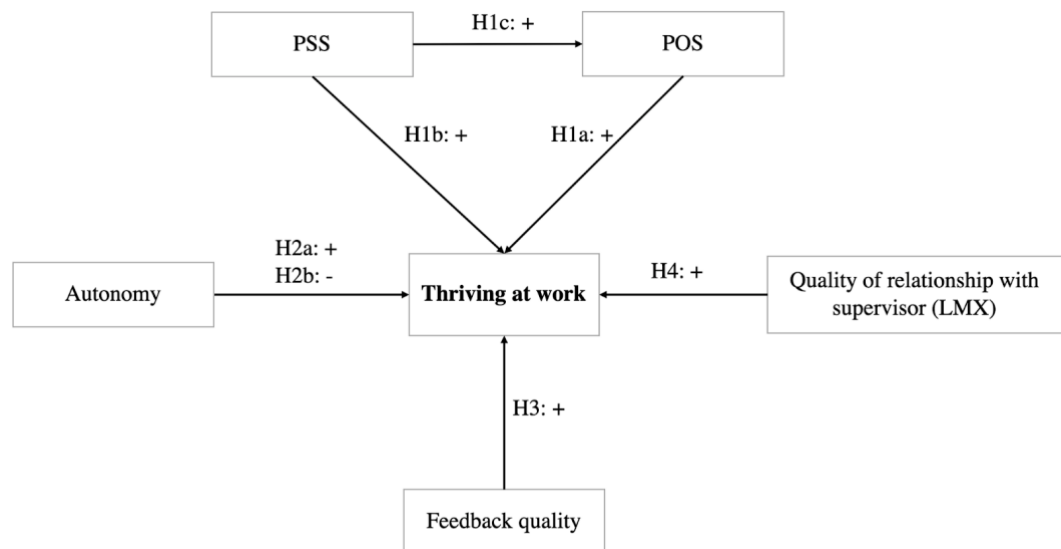 H1c: +
PSS
POS
H1b: +
H1a: +
H2a: +
H2b: -
Autonomy
Thriving at work
H4: +
Quality of relationship with
supervisor (LMX)
H3: +
Feedback quality